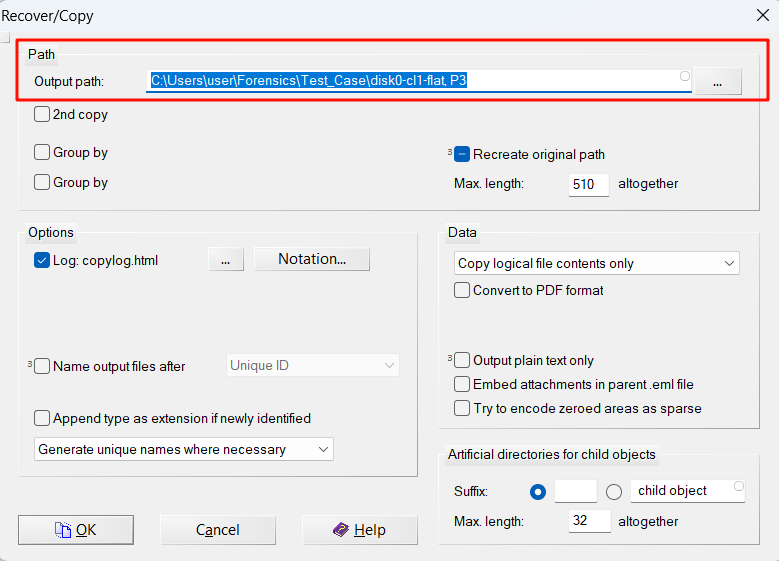 Recover/Copy
Path
Output path: C:\Users\user\Forensics\Test_Case\disk0-cl1-flat, P3 ...
2nd copy
Group by
3 Recreate original path
Group by
Max. length: 510 altogether
Options
Log: copylog.html ... Notation...
3 Name output files after Unique ID
Append type as extension if newly identified
Generate unique names where necessary
Data
Copy logical file contents only
Convert to PDF format
3 Output plain text only
Embed attachments in parent .eml file
Try to encode zeroed areas as sparse
Artificial directories for child objects
Suffix: child object
Max. length: 32 altogether
OK Cancel Help